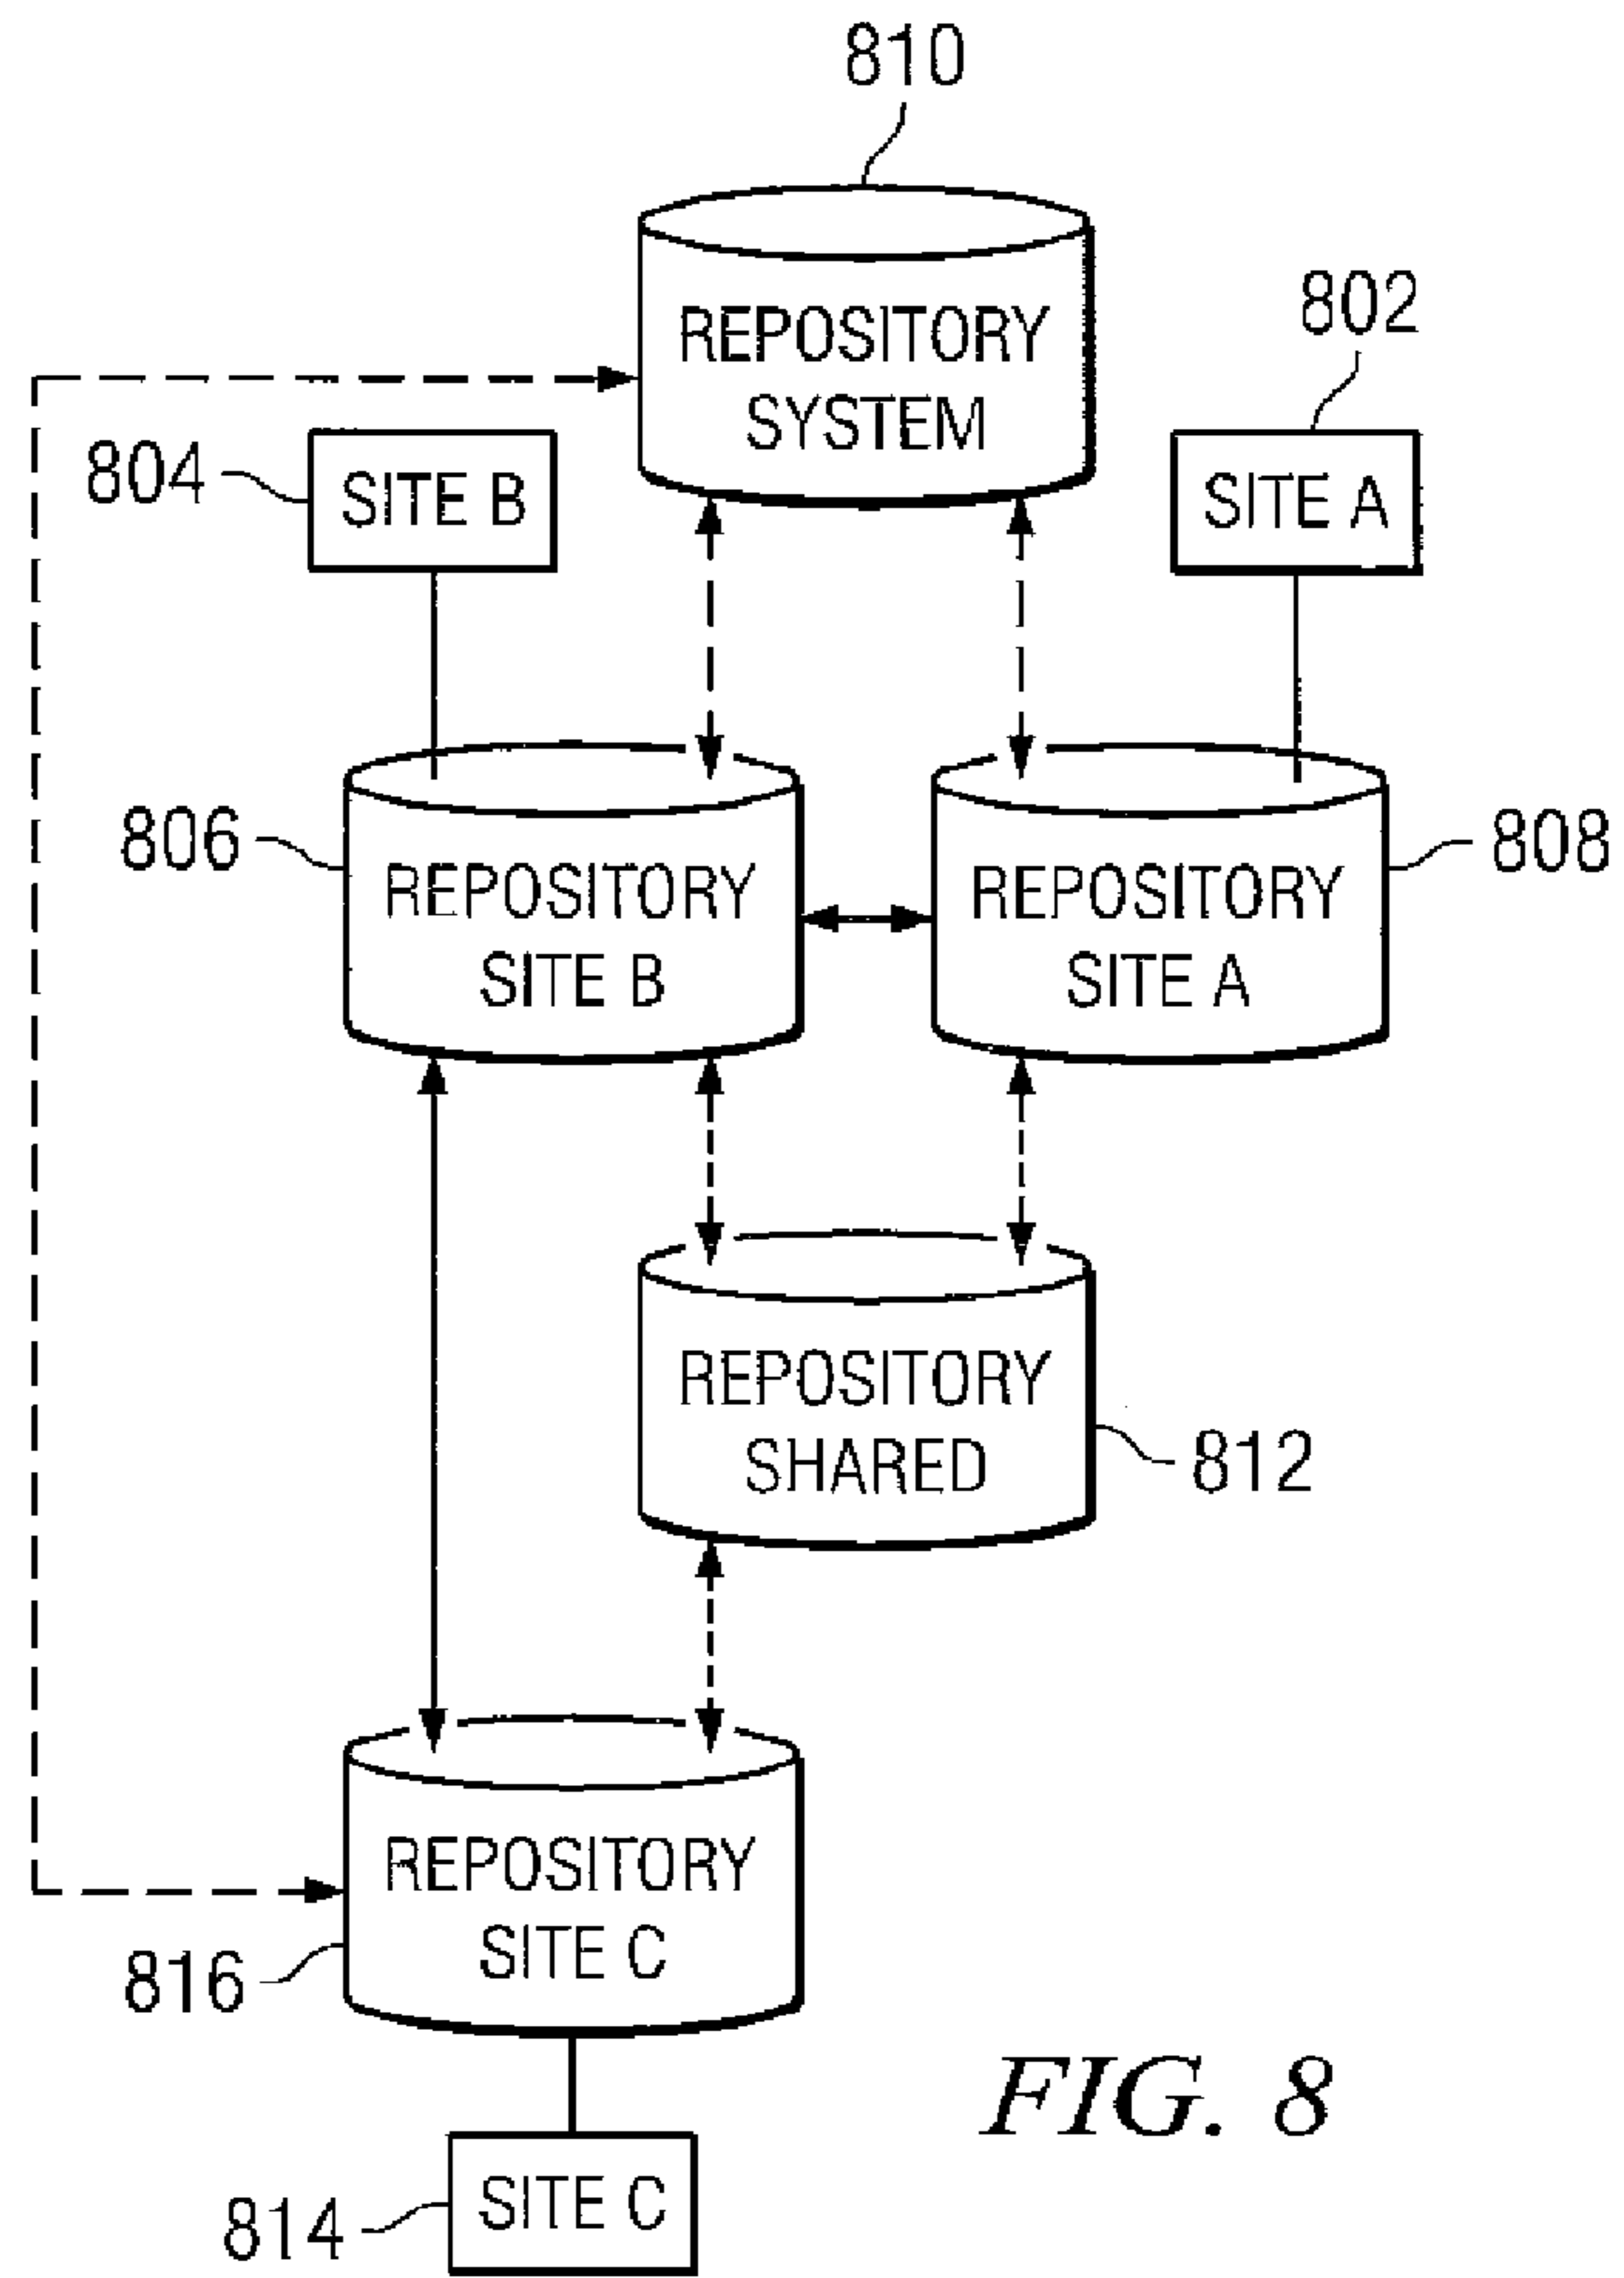 810
REPOSITORY
SYSTEM
802
804
SITE B
SITE A
806
REPOSITORY
SITE B
REPOSITORY
SITE A
808
REPOSITORY
SHARED
812
REPOSITORY
SITE C
816
FIG. 8
SITE C
814